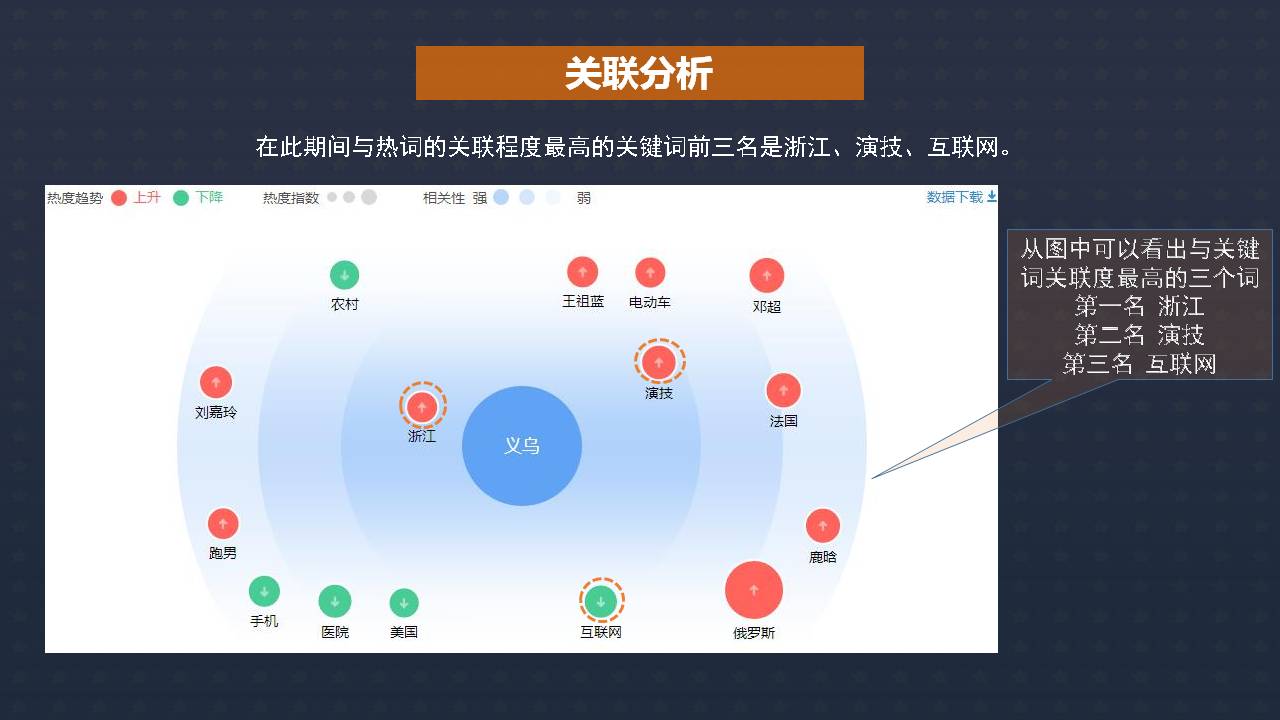 关联分析
在此期间与热词的关联程度最高的关键词前三名是浙江、演技、互联网。
热度趋势 上升 下降 热度指数 相关性 强 弱 数据下载
从图中可以看出与关键
词关联度最高的三个词
第一名 浙江
第二名 演技
第三名 互联网
农村
王祖蓝
电动车
邓超
刘嘉玲
浙江
演技
法国
义乌
跑男
鹿晗
手机
医院
美国
互联网
俄罗斯